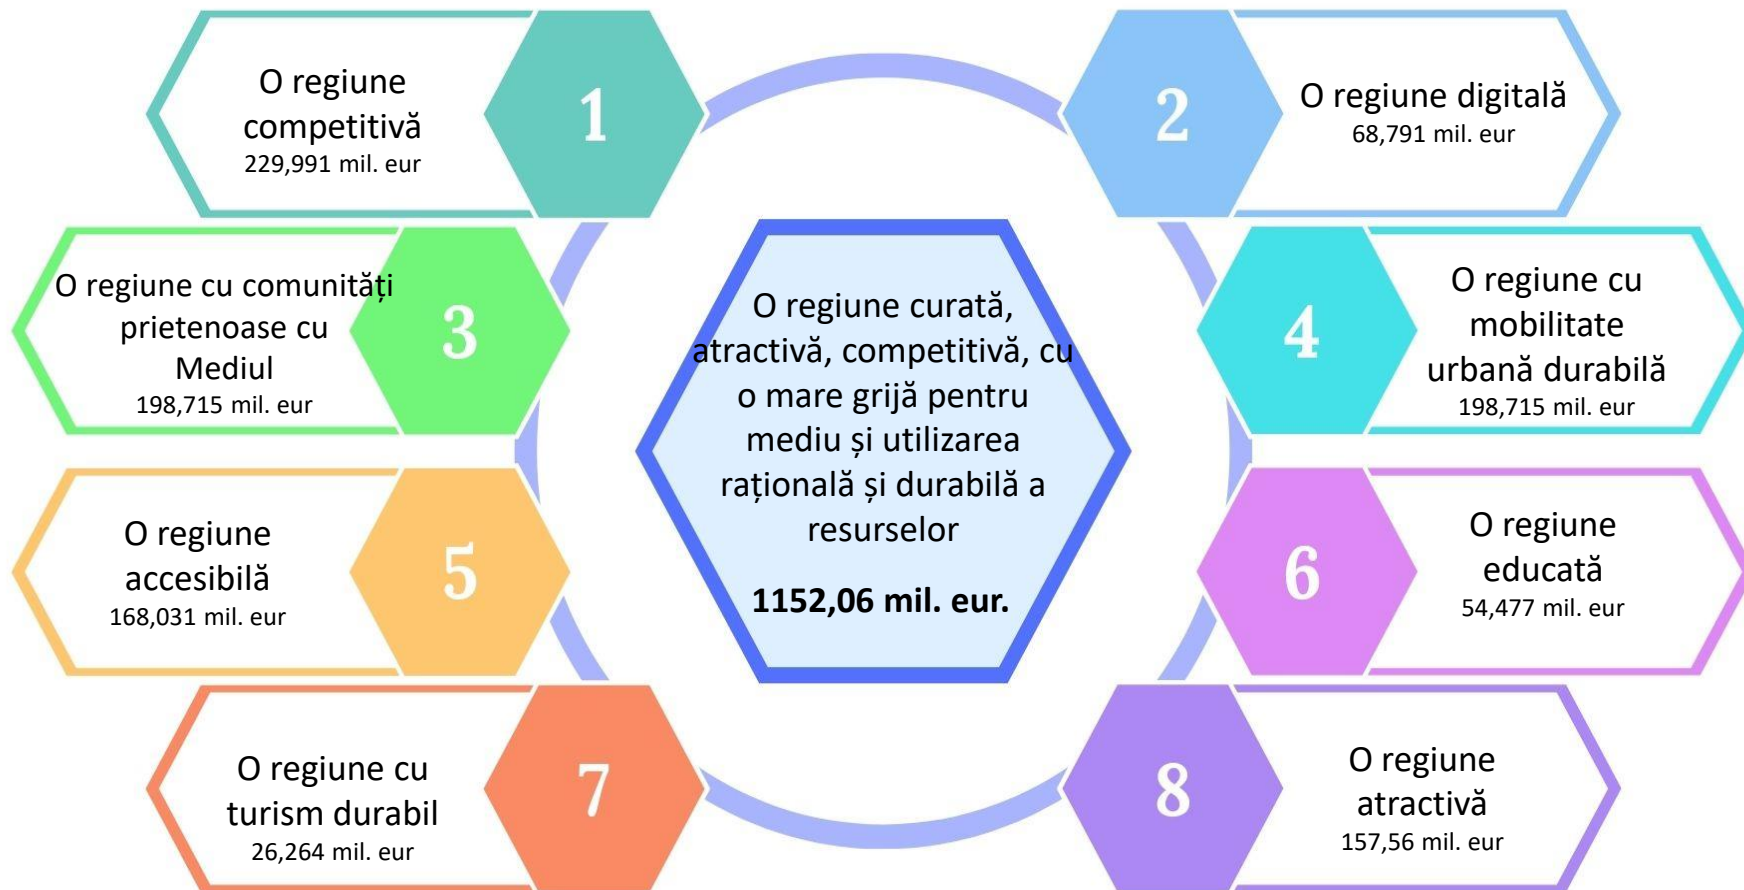 O regiune
competitivă
229,991 mil. eur
1
2
O regiune digitală
68,791 mil. eur
O regiune cu comunități
prietenoase cu
Mediul
198,715 mil. eur
3
O regiune curată,
atractivă, competitivă, cu
o mare grijă pentru
mediu și utilizarea
rațională și durabilă a
resurselor
1152,06 mil. eur.
4
O regiune cu
mobilitate
urbană durabilă
198,715 mil. eur
O regiune
accesibilă
168,031 mil. eur
5
6
O regiune
educată
54,477 mil. eur
O regiune cu
turism durabil
26,264 mil. eur
7
8
O regiune
atractivă
157,56 mil. eur